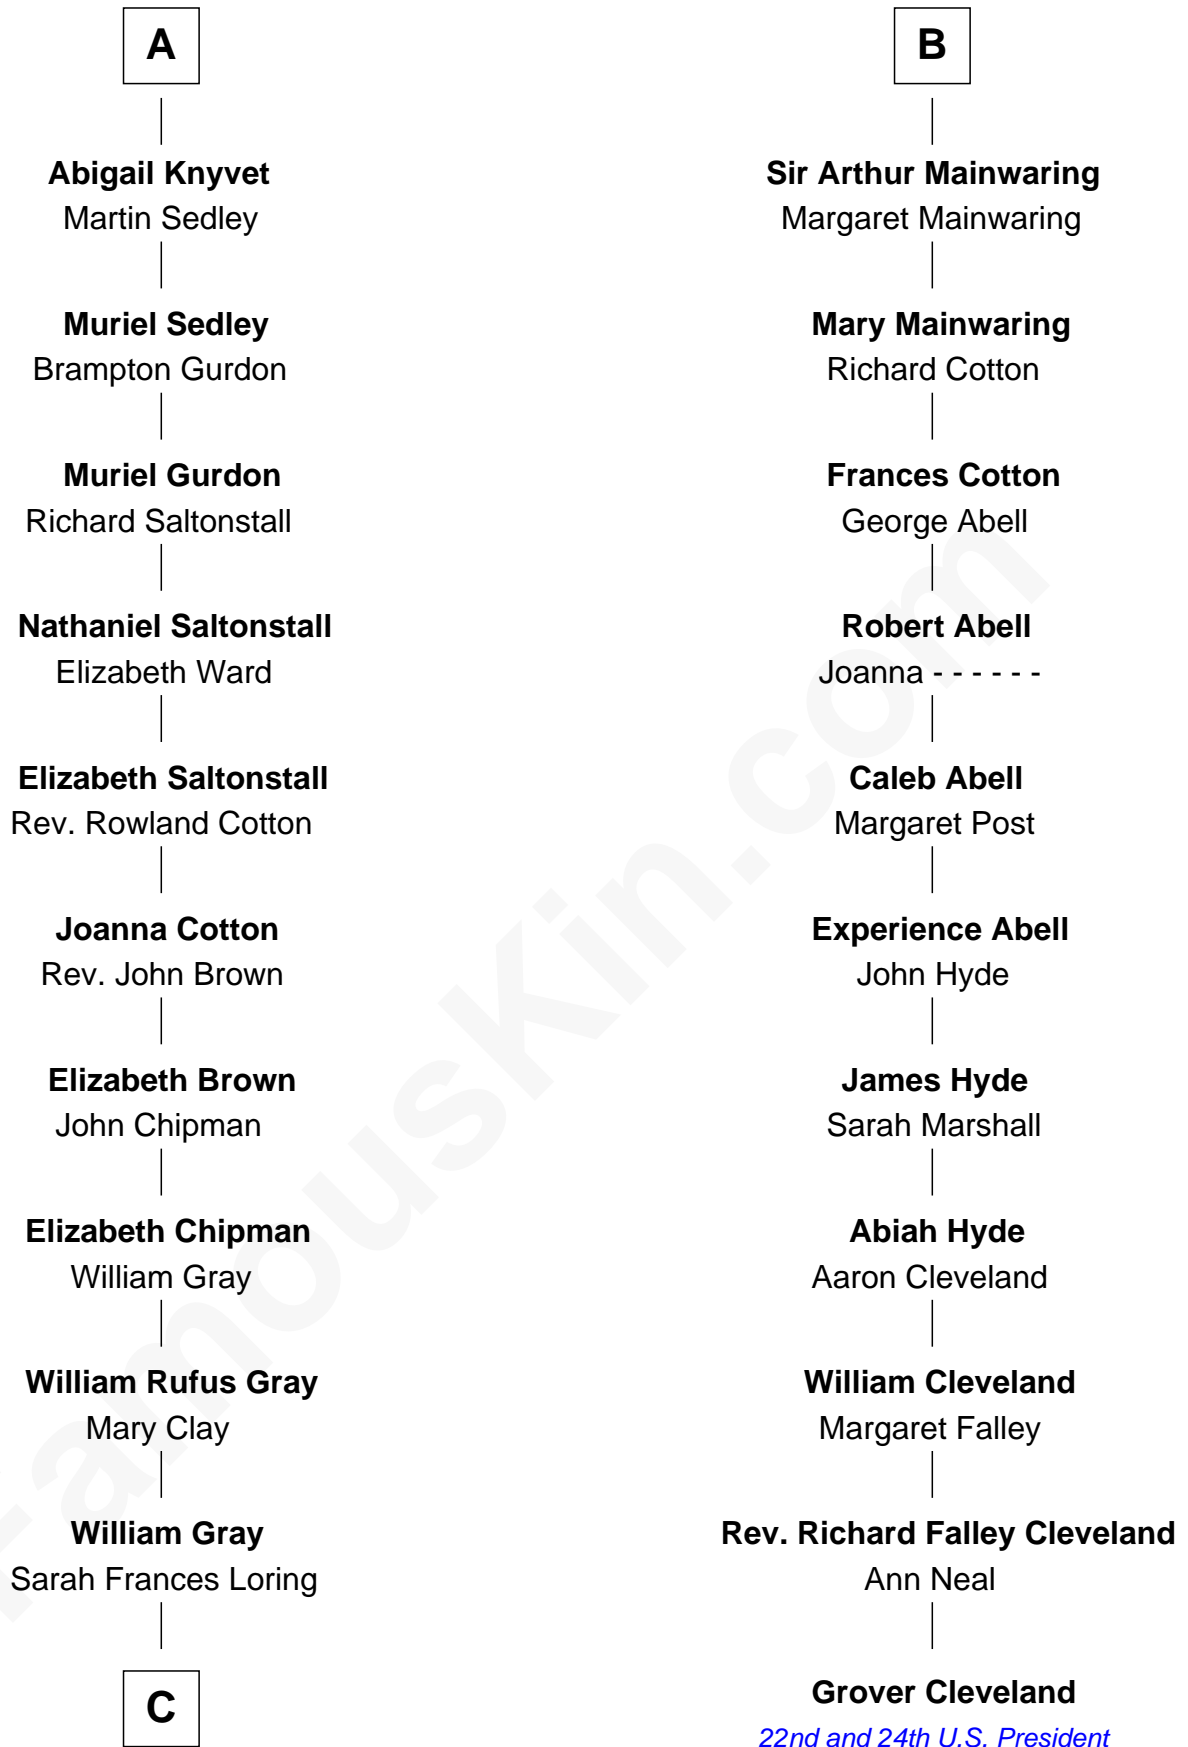 A
Abigail Knyvet
Martin Sedley
Muriel Sedley
Brampton Gurdon
Muriel Gurdon
Richard Saltonstall
Nathaniel Saltonstall
Elizabeth Ward
Elizabeth Saltonstall
Rev. Rowland Cotton
Joanna Cotton
Rev. John Brown
Elizabeth Brown
John Chipman
Elizabeth Chipman
William Gray
William Rufus Gray
Mary Clay
William Gray
Sarah Frances Loring
C
B
Sir Arthur Mainwaring
Margaret Mainwaring
Mary Mainwaring
Richard Cotton
Frances Cotton
George Abell
Robert Abell
Joanna - - - - - -
Caleb Abell
Margaret Post
Experience Abell
John Hyde
James Hyde
Sarah Marshall
Abiah Hyde
Aaron Cleveland
William Cleveland
Margaret Falley
Rev. Richard Falley Cleveland
Ann Neal
Grover Cleveland
22nd and 24th U.S. President
FamousKin.com